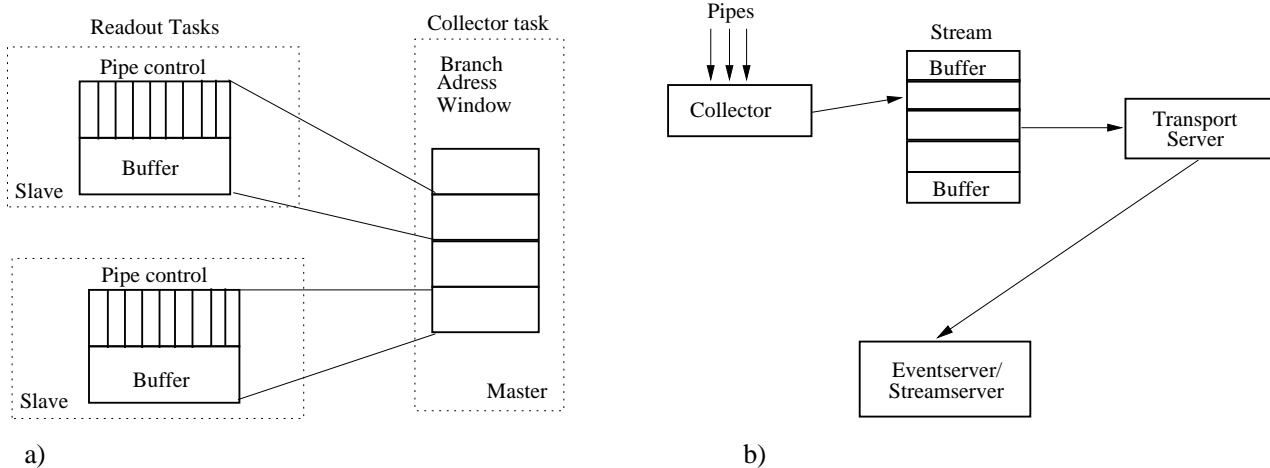 Readout Tasks
Pipe control
Buffer
Slave
Pipe control
Buffer
Slave
Collector task
Branch
Adress
Window
Master
a)
Pipes
Collector
Stream
Buffer
Buffer
Transport
Server
Eventserver/
Streamserver
b)